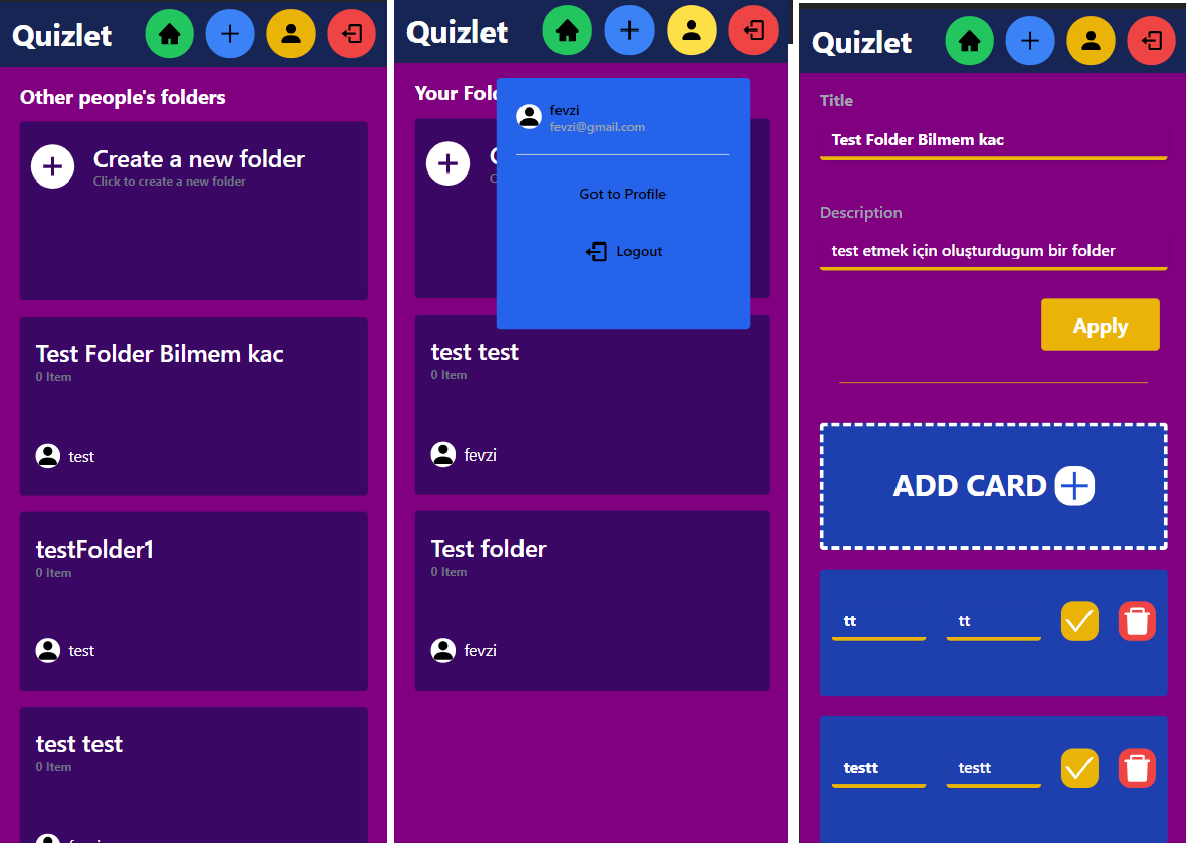 Quizlet
Other people's folders
Create a new folder
Click to create a new folder
Test Folder Bilmem kac
0 Item
test
testFolder1
0 Item
test
test test
0 Item
Quizlet
Your Fol
fevzi
fevzi@gmail.com
Got to Profile
Logout
test test
0 Item
fevzi
Test folder
0 Item
fevzi
Quizlet
Title
Test Folder Bilmem kac
Description
test etmek için oluşturdugum bir folder
Apply
ADD CARD
tt tt
testt testt